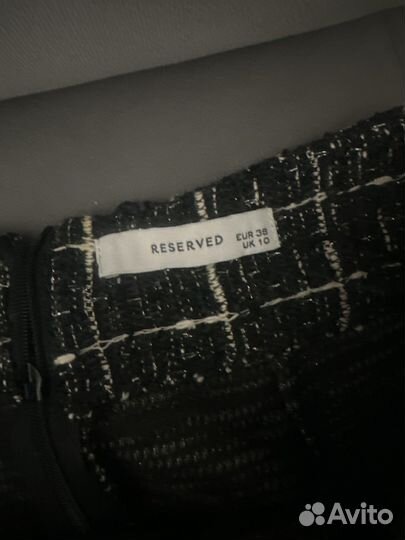 RESERVED
EUR 38
UK 10
Avito